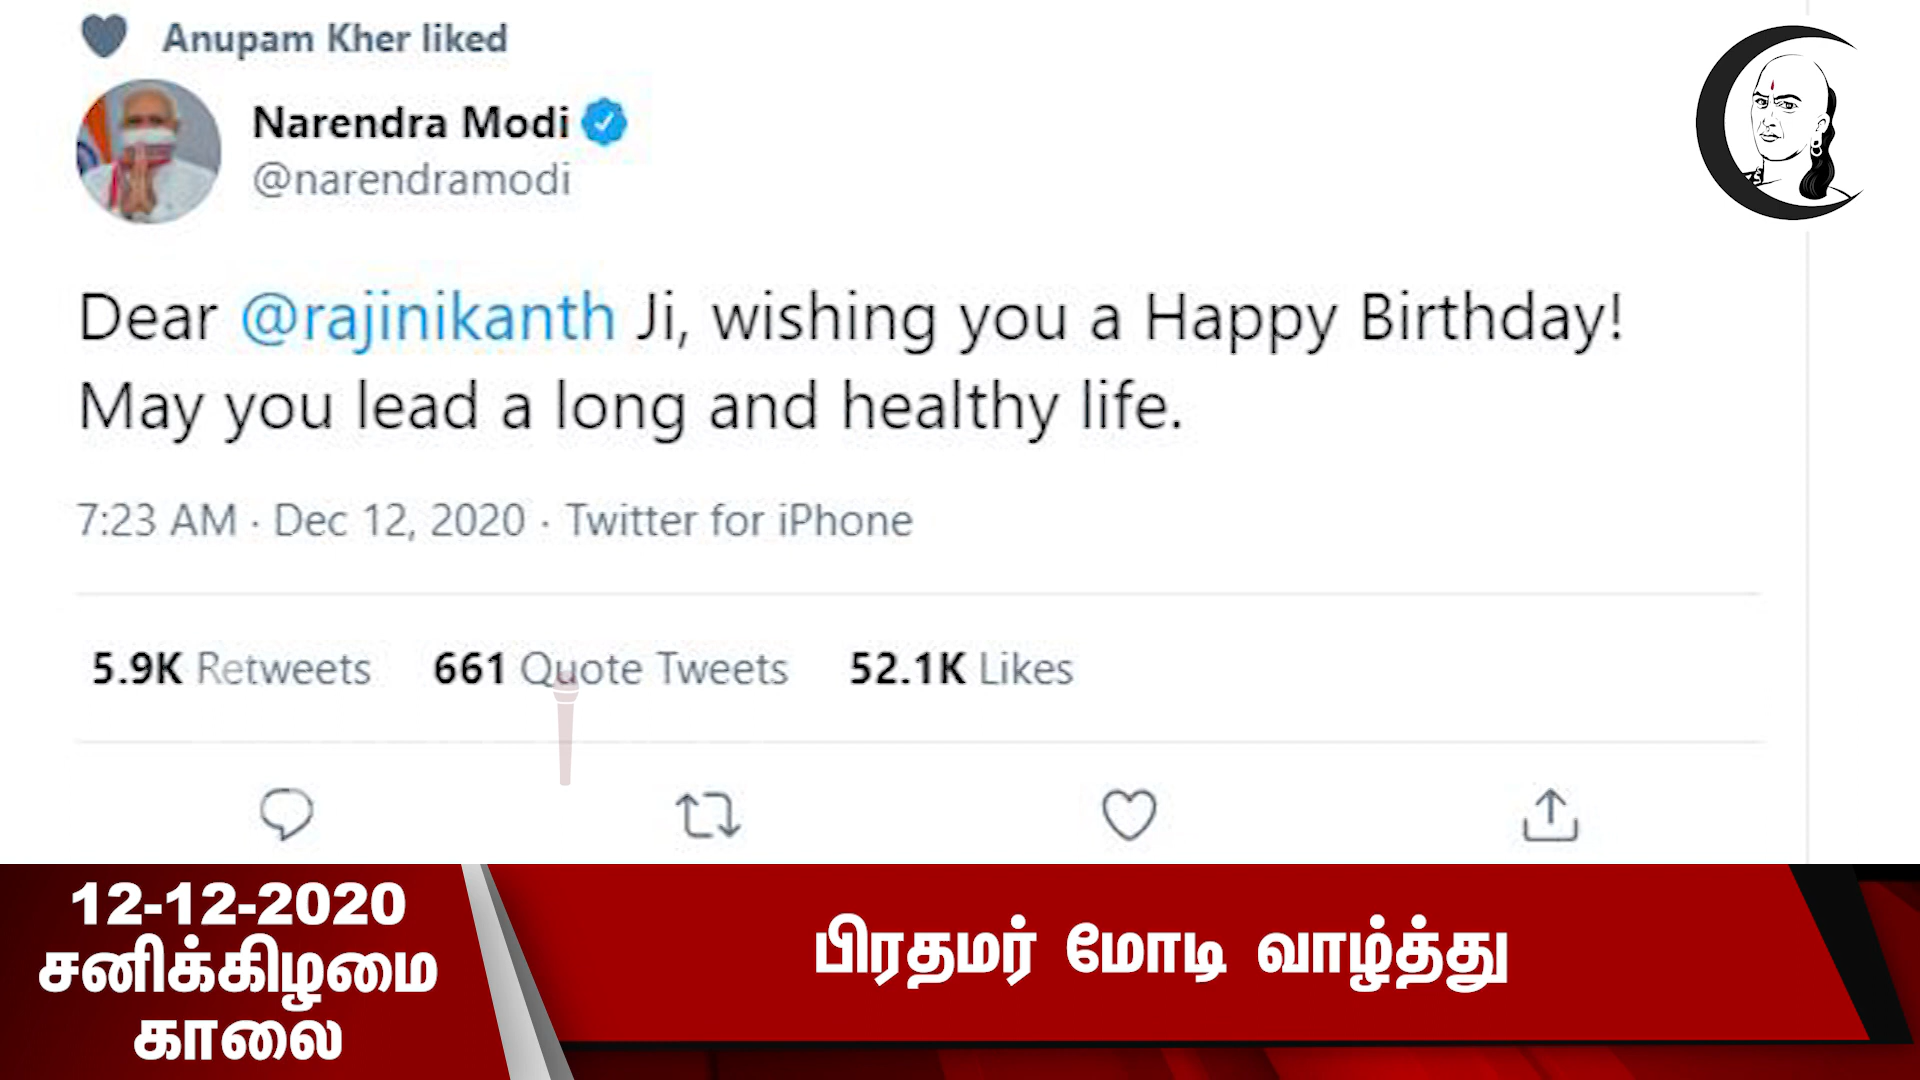 Anupam Kher liked
Narendra Modi
@narendramodi
Dear @rajinikanth Ji, wishing you a Happy Birthday!
May you lead a long and healthy life.
7:23 AM · Dec 12, 2020 · Twitter for iPhone
5.9K Retweets 661 Quote Tweets 52.1K Likes
12-12-2020
சனிக்கிழமை
காலை
பிரதமர் மோடி வாழ்த்து